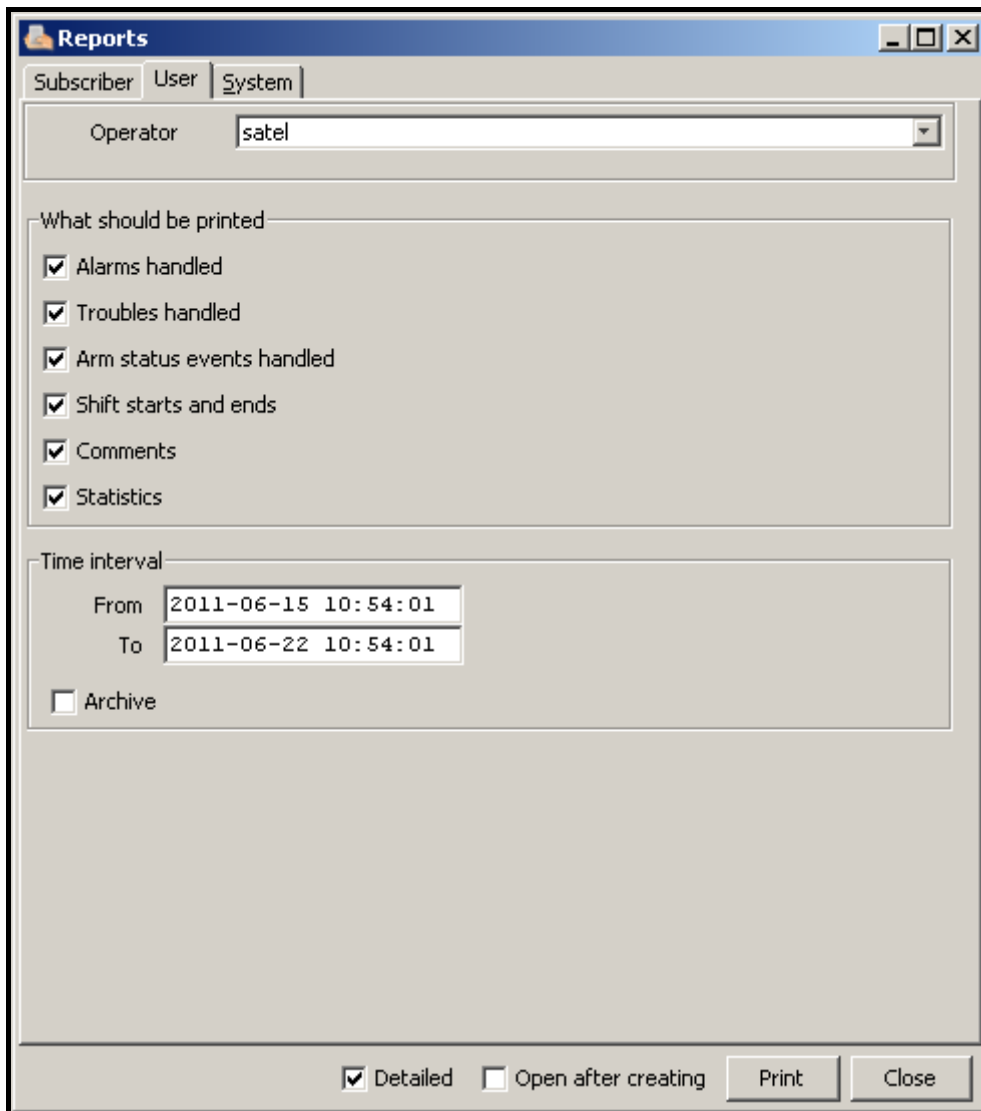 Reports
Subscriber User System
Operator satel
What should be printed
Alarms handled
Troubles handled
Arm status events handled
Shift starts and ends
Comments
Statistics
Time interval
From 2011-06-15 10:54:01
To 2011-06-22 10:54:01
Archive
Detailed Open after creating Print Close